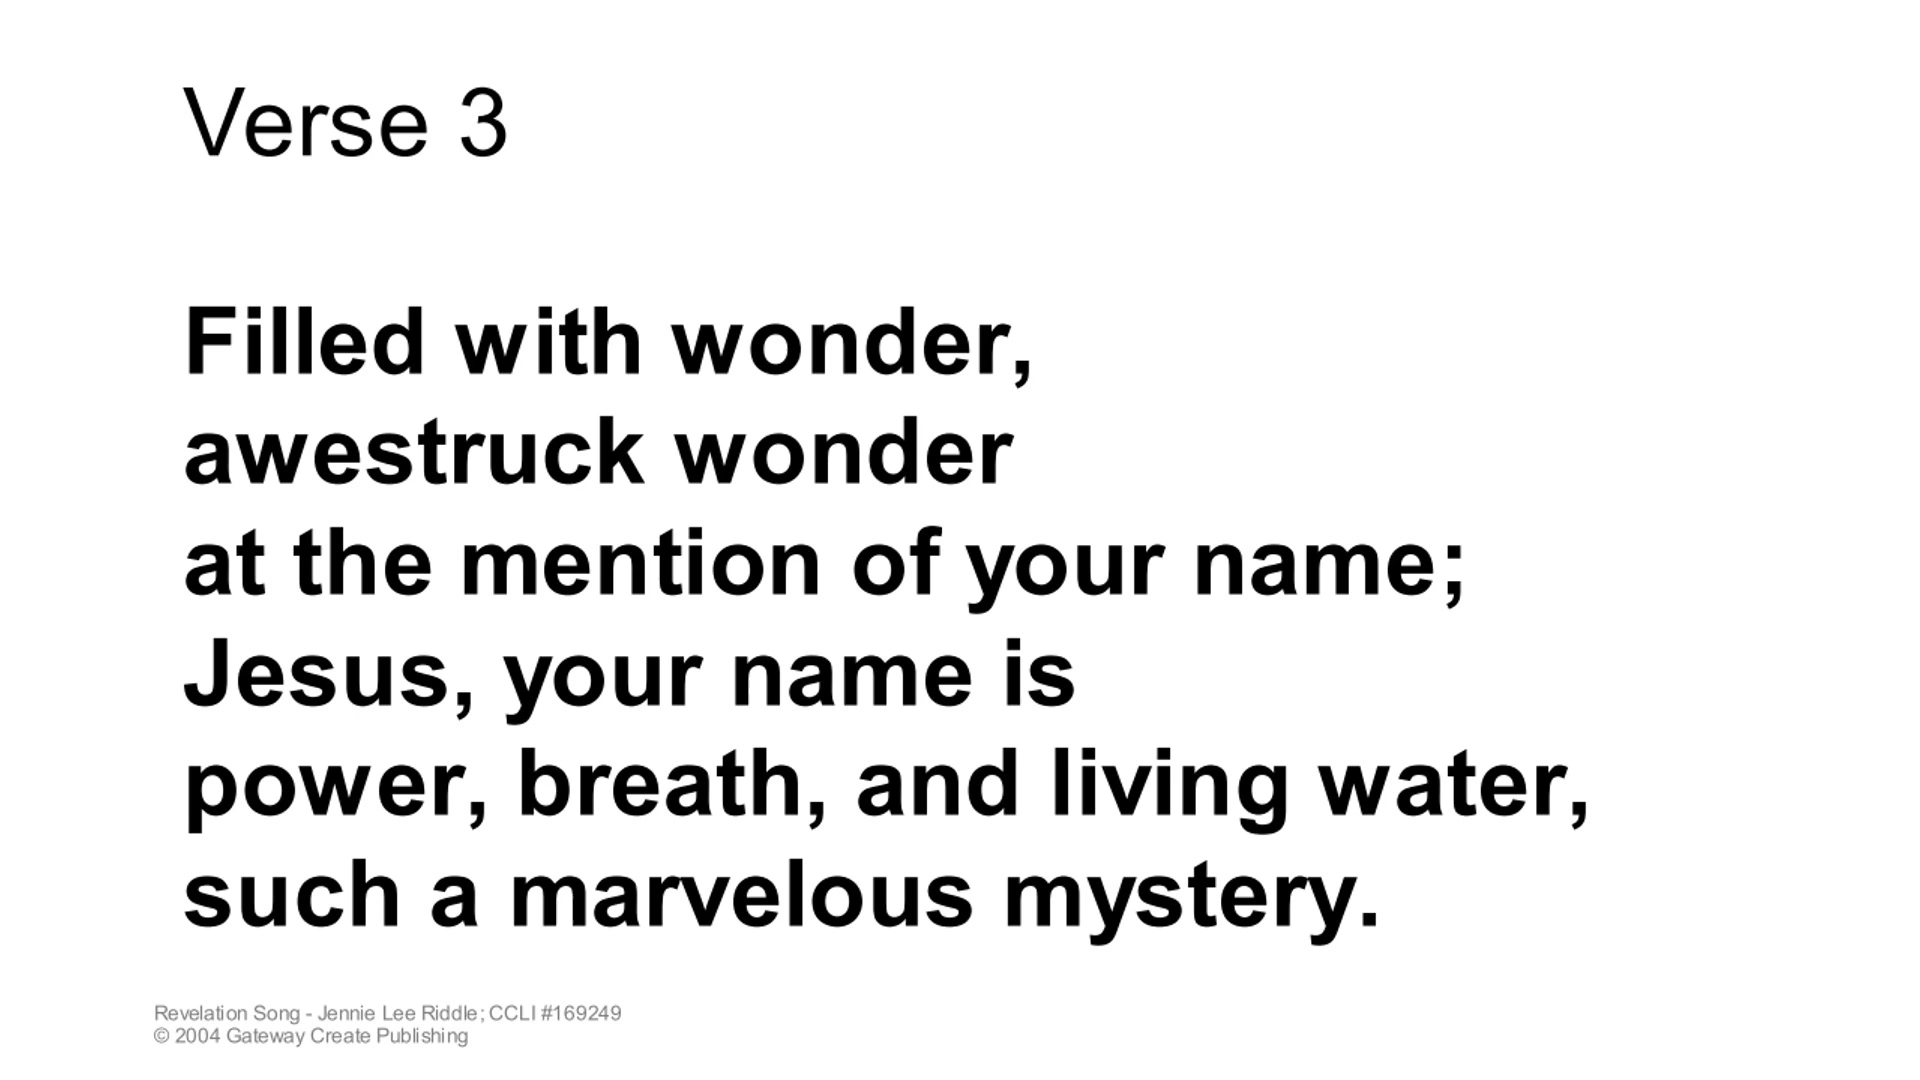 Verse 3
Filled with wonder,
awestruck wonder
at the mention of your name;
Jesus, your name is
power, breath, and living water,
such a marvelous mystery.
Revelation Song - Jennie Lee Riddle; CCLI #169249
© 2004 Gateway Create Publishing